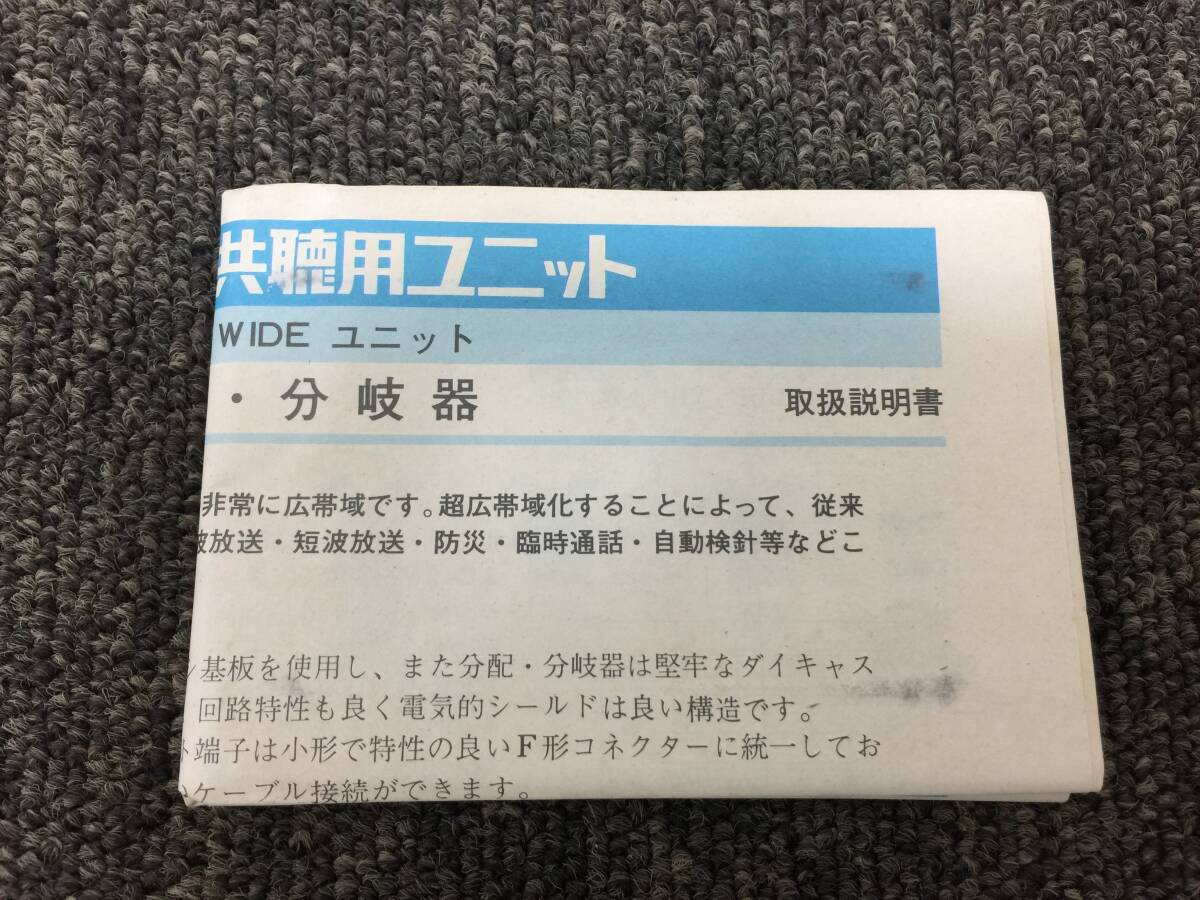 共聴用ユニット
WIDE ユニット
・分岐器
取扱説明書
非常に広帯域です。超広帯域化することによって、従来
波放送・短波放送・防災・臨時通話・自動検針等などこ
基板を使用し、また分配・分岐器は堅牢なダイキャス
回路特性も良く電気的シールドは良い構造です。
端子は小形で特性の良いF形コネクターに統一してお
ケーブル接続ができます。